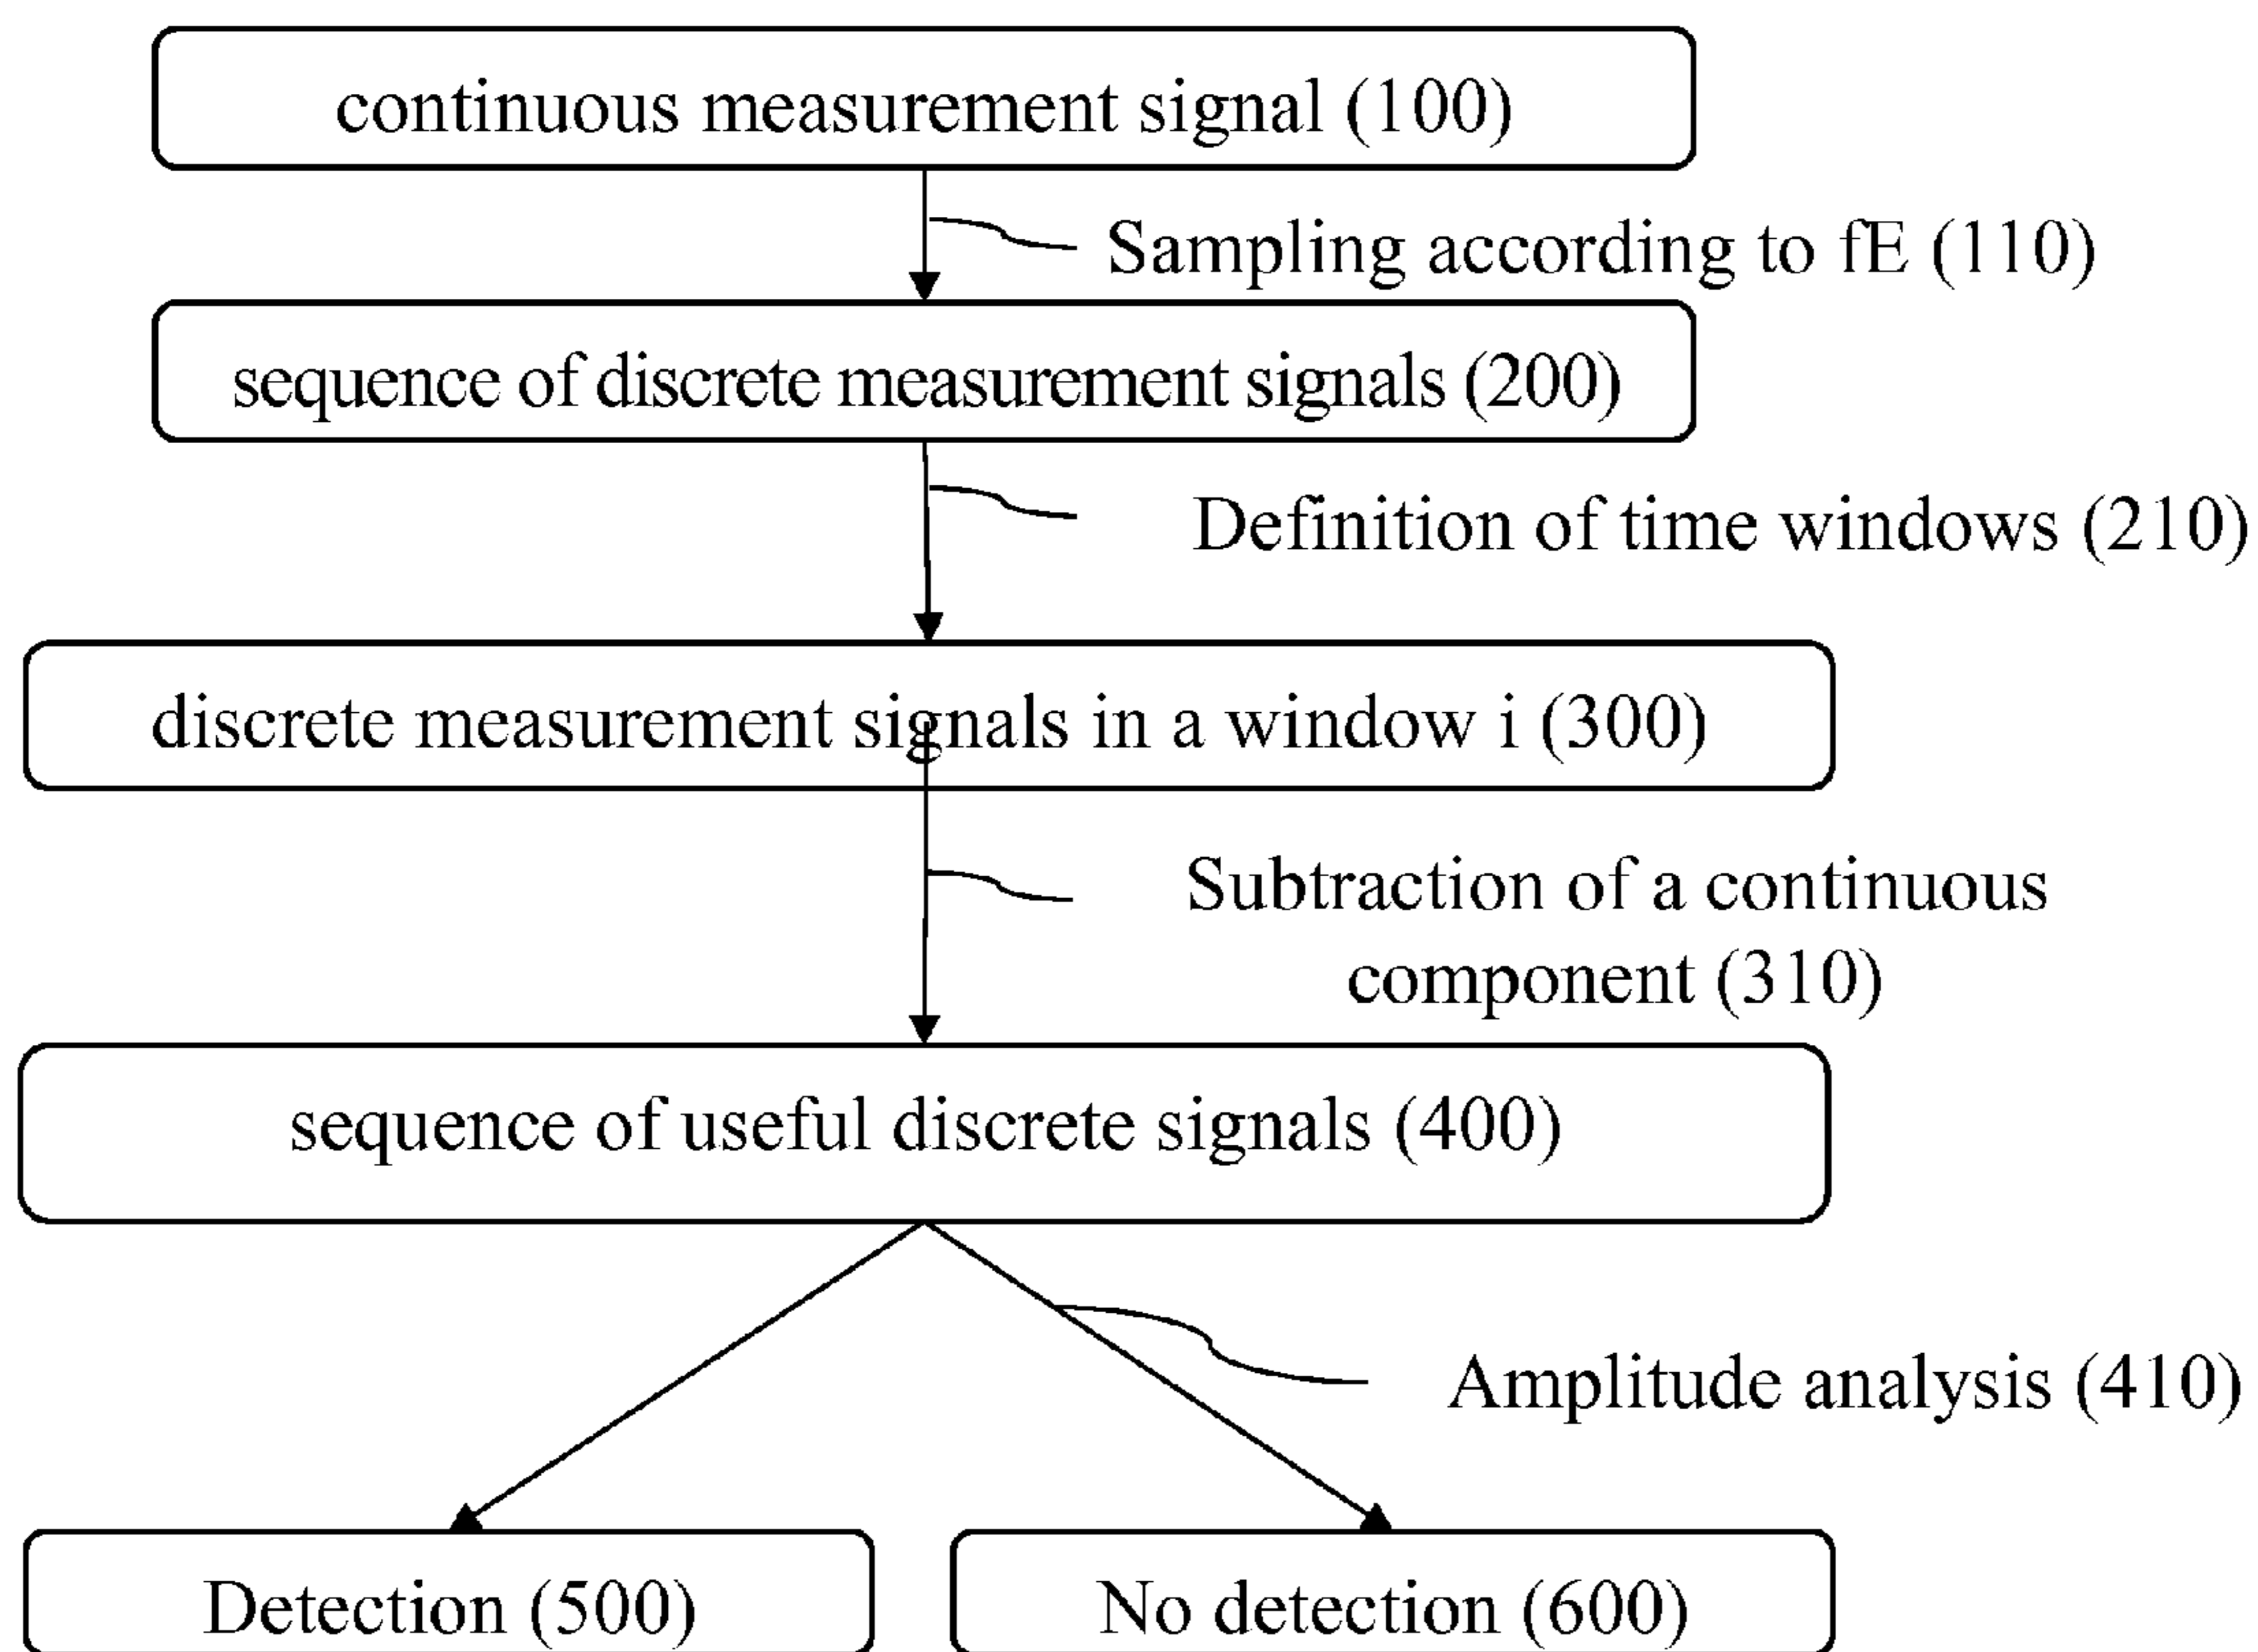 continuous measurement signal (100)
Sampling according to fE (110)
sequence of discrete measurement signals (200)
Definition of time windows (210)
discrete measurement signals in a window i (300)
Subtraction of a continuous
component (310)
sequence of useful discrete signals (400)
Amplitude analysis (410)
Detection (500)
No detection (600)